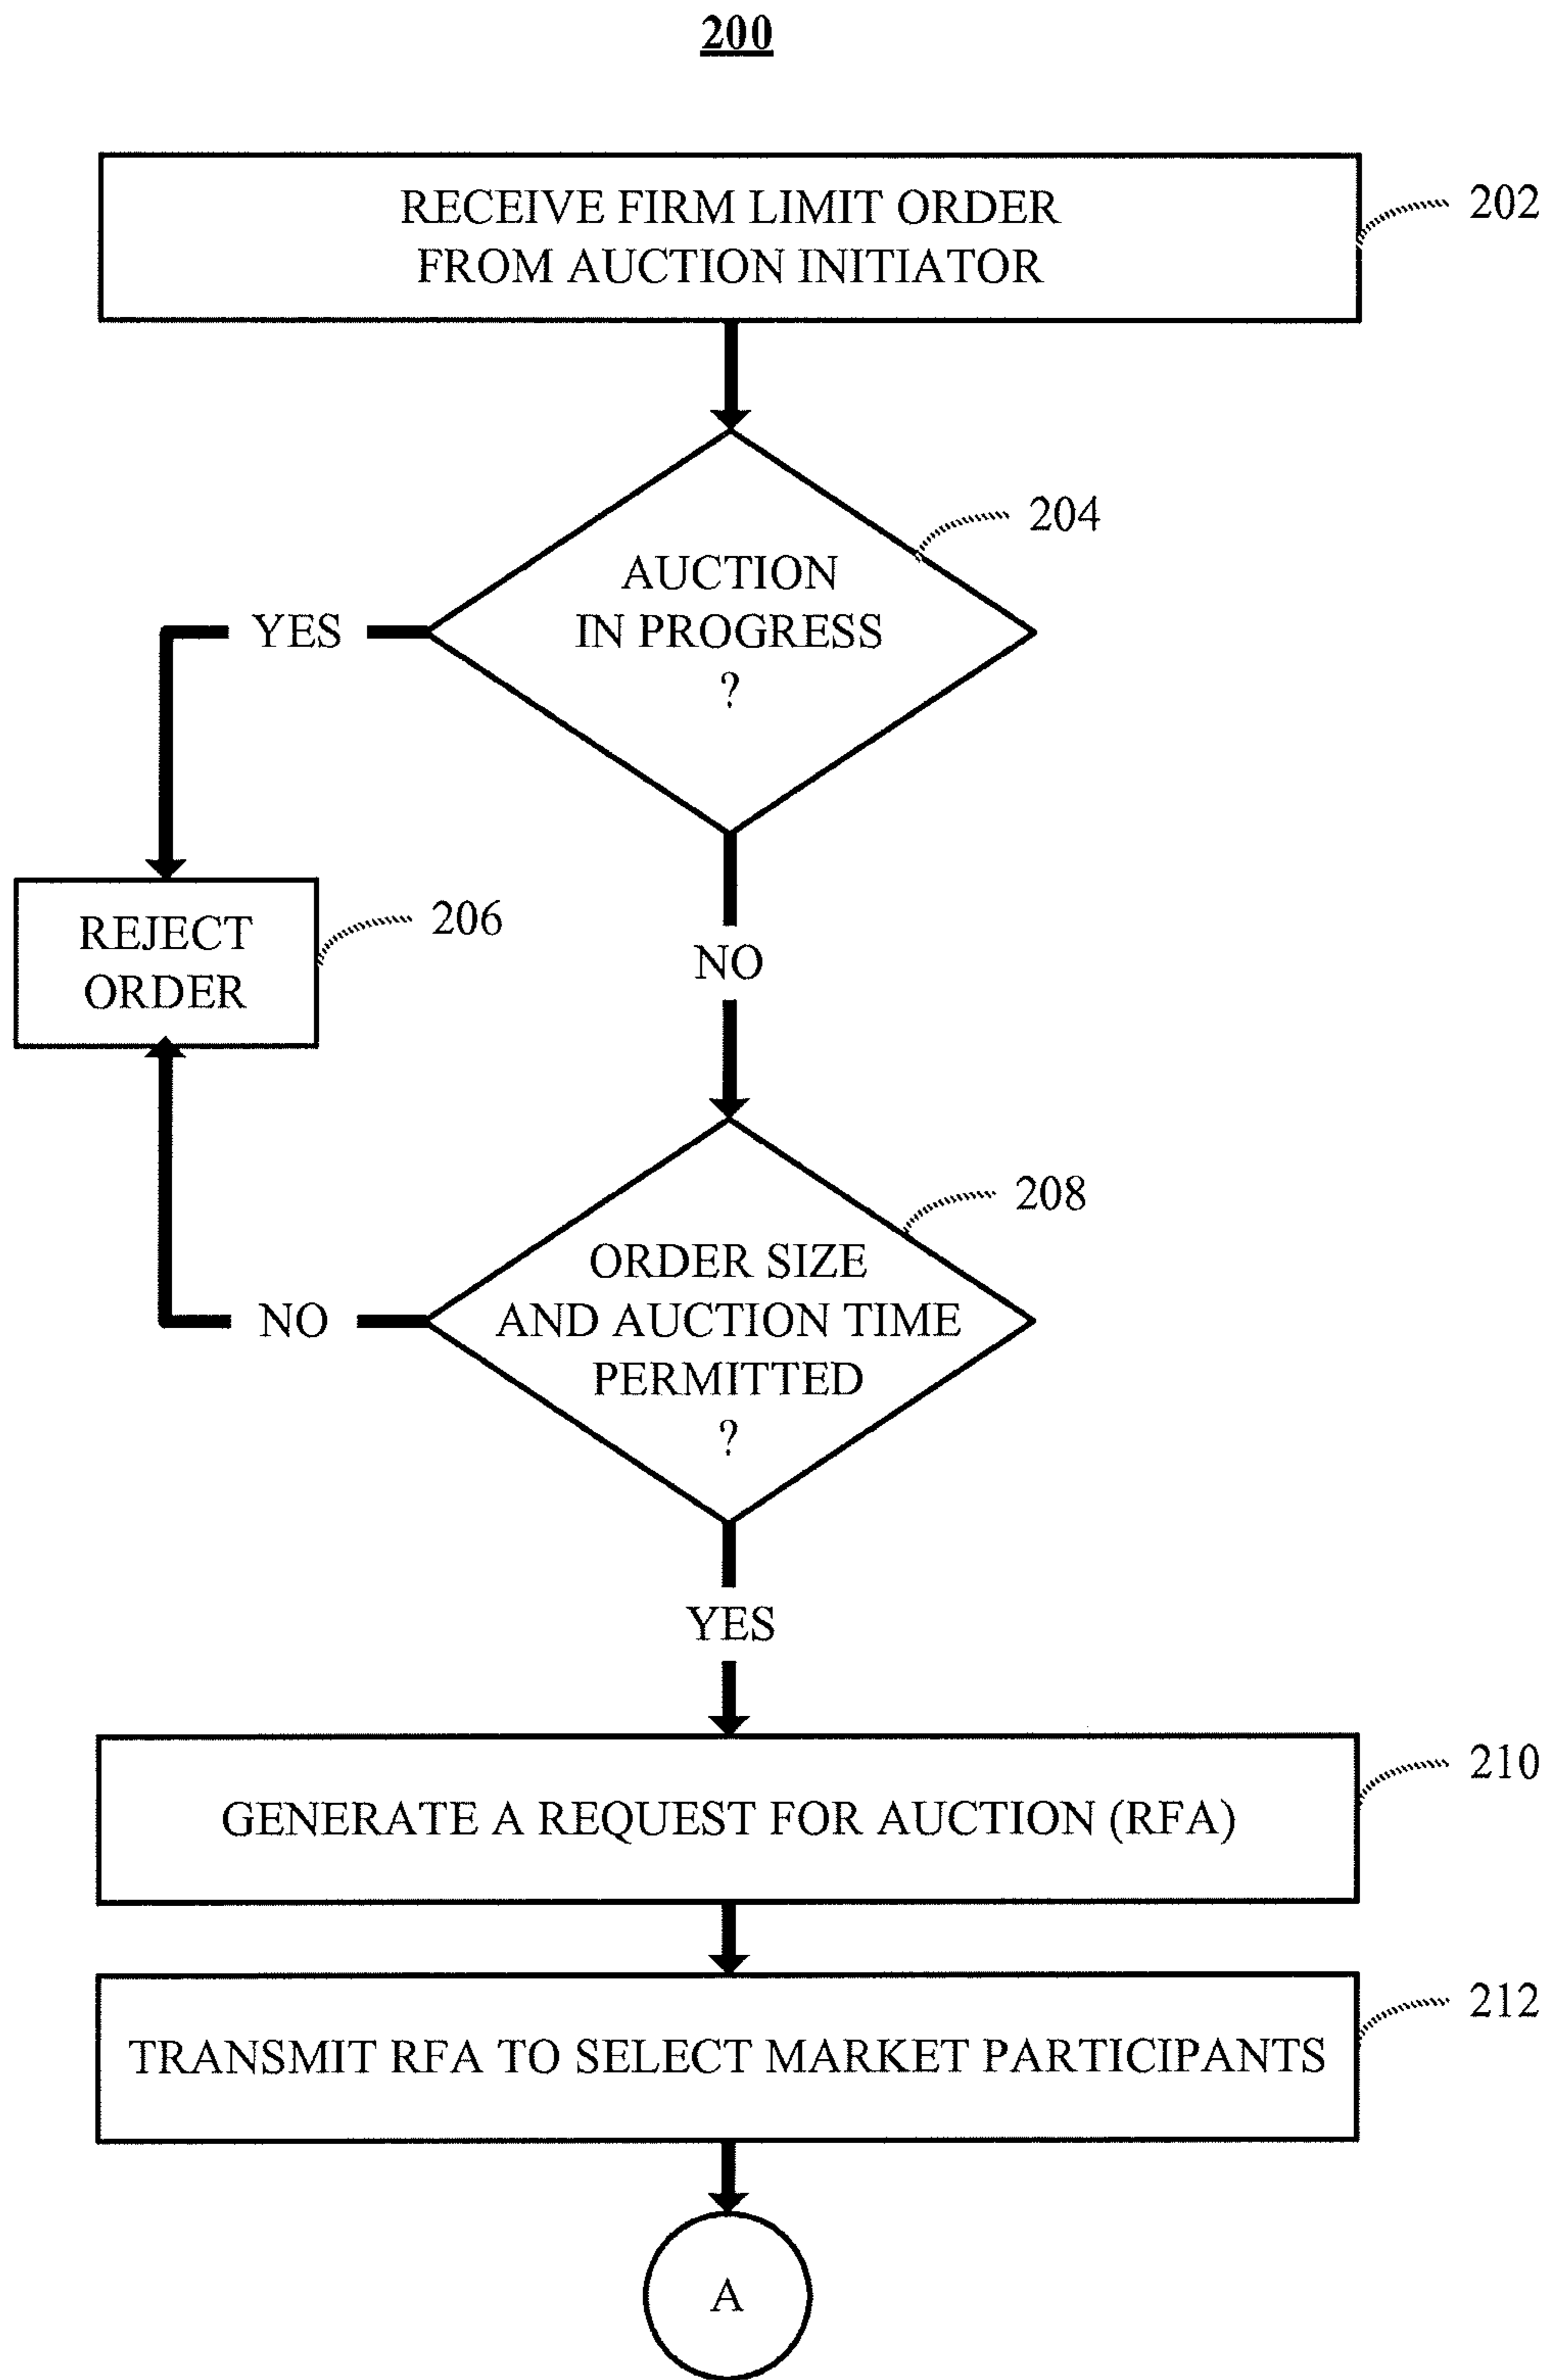 200
RECEIVE FIRM LIMIT ORDER
FROM AUCTION INITIATOR
202
204
AUCTION
IN PROGRESS
?
YES
206
REJECT
ORDER
NO
208
ORDER SIZE
AND AUCTION TIME
PERMITTED
?
NO
YES
210
GENERATE A REQUEST FOR AUCTION (RFA)
212
TRANSMIT RFA TO SELECT MARKET PARTICIPANTS
A